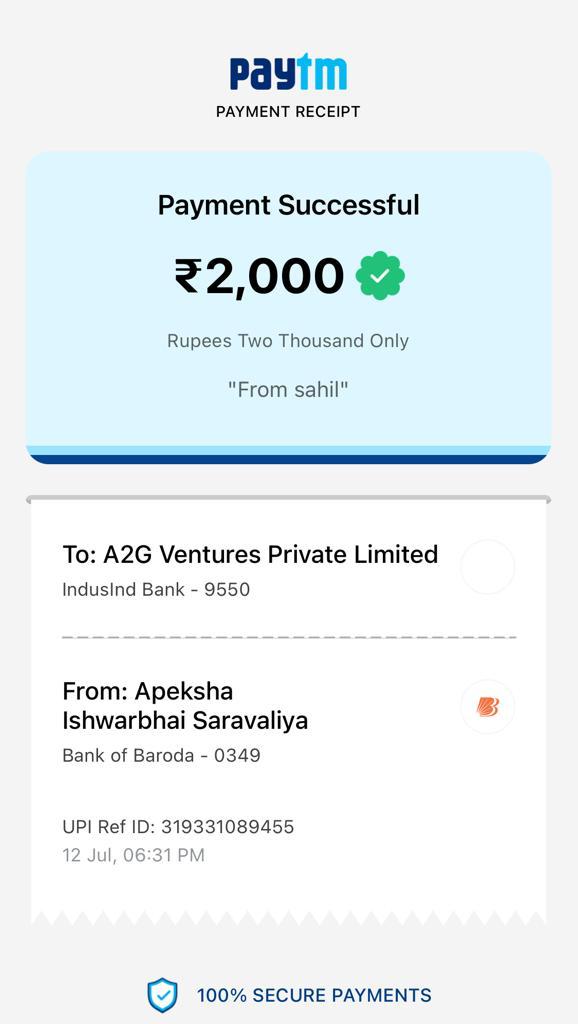 paytm
PAYMENT RECEIPT
Payment Successful
₹2,000
Rupees Two Thousand Only
"From sahil"
To: A2G Ventures Private Limited
IndusInd Bank - 9550
From: Apeksha
Ishwarbhai Saravaliya
Bank of Baroda - 0349
UPI Ref ID: 319331089455
12 Jul, 06:31 PM
100% SECURE PAYMENTS